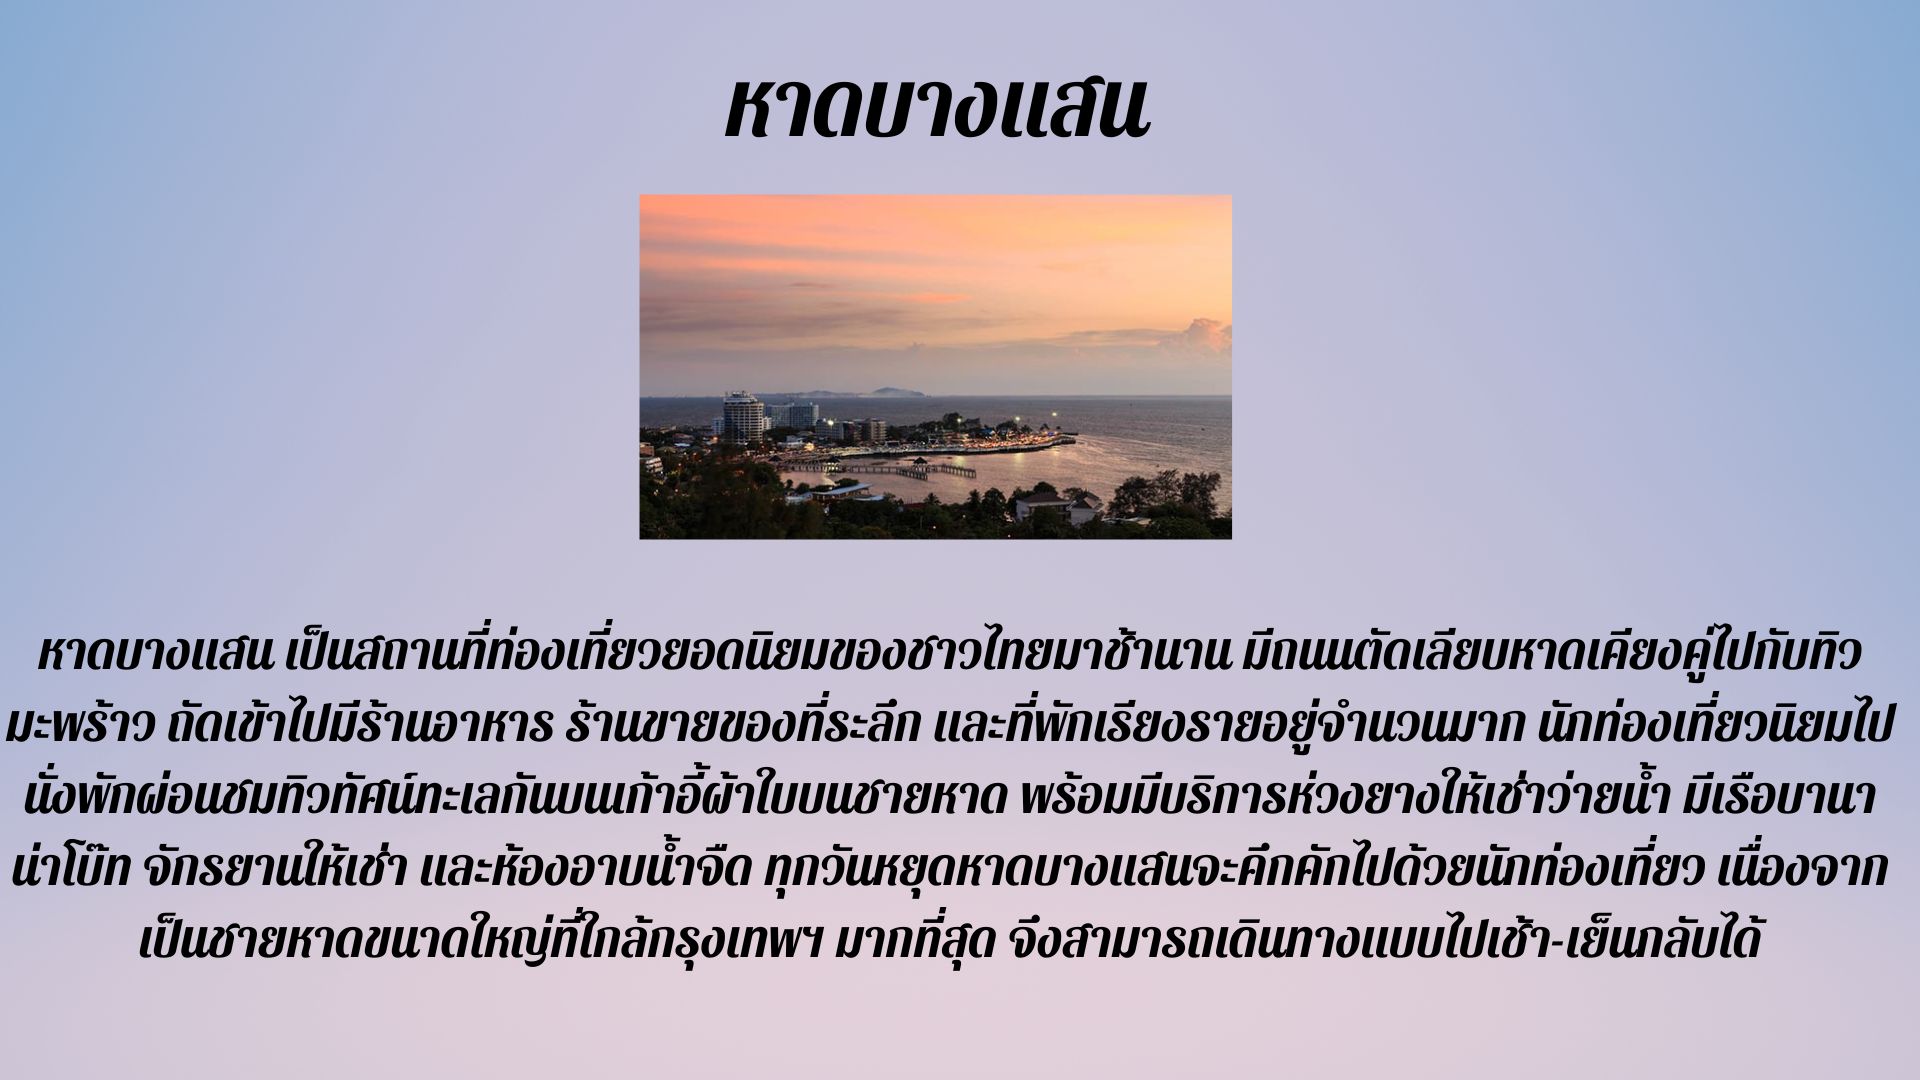 หาดบางแสน
หาดบางแสน เป็นสถานที่ท่องเที่ยวยอดนิยมของชาวไทยมาช้านาน มีถนนตัดเลียบหาดเคียงคู่ไปกับทิว
มะพร้าว ถัดเข้าไปมีร้านอาหาร ร้านขายของที่ระลึก และที่พักเรียงรายอยู่จำนวนมาก นักท่องเที่ยวนิยมไป
นั่งพักผ่อนชมทิวทัศน์ทะเลกันบนเก้าอี้ผ้าใบบนชายหาด พร้อมมีบริการห่วงยางให้เช่าว่ายน้ำ มีเรือบานา
น่าโบ๊ท จักรยานให้เช่า และห้องอาบน้ำจืด ทุกวันหยุดหาดบางแสนจะคึกคักไปด้วยนักท่องเที่ยว เนื่องจาก
เป็นชายหาดขนาดใหญ่ที่ใกล้กรุงเทพฯ มากที่สุด จึงสามารถเดินทางแบบไปเช้า-เย็นกลับได้